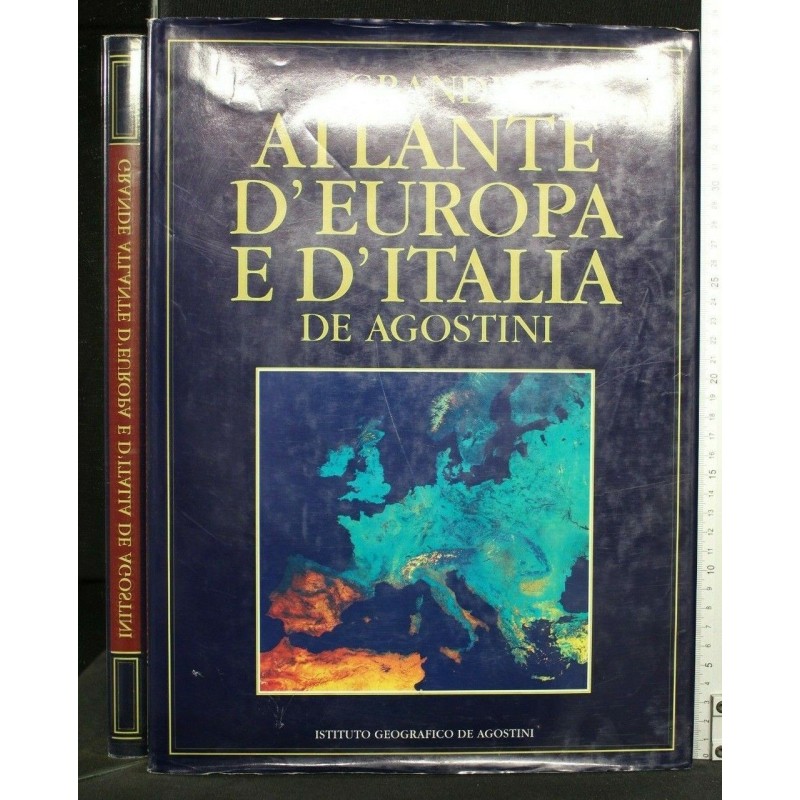 GRANDE
ATLANTE
D'EUROPA
E D'ITALIA
DE AGOSTINI
ISTITUTO GEOGRAFICO DE AGOSTINI
GRANDE ATLANTE D'EUROPA E D'ITALIA DE AGOSTINI